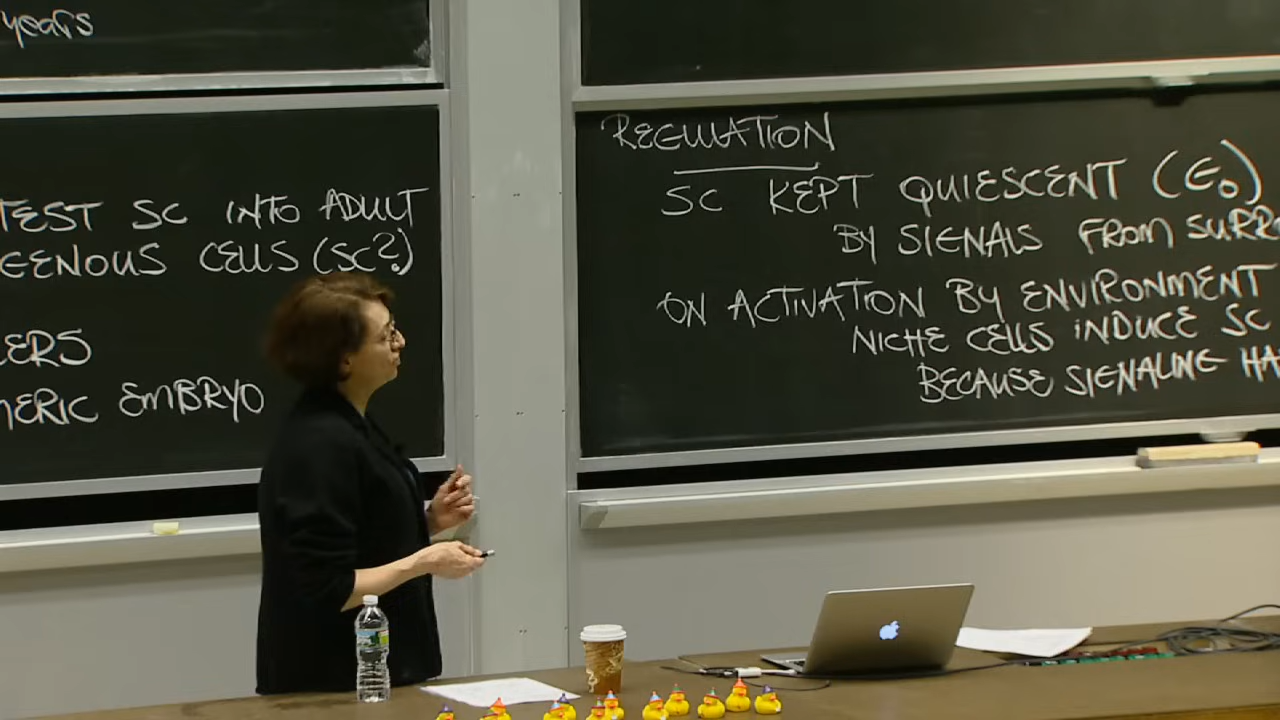 years
TEST SC INTO ADULT
GENOUS CELLS (SC?)
ERS
ERIC EMBRYO
REGULATION
SC KEPT QUIESCENT (G₀)
BY SIGNALS FROM SURR
ON ACTIVATION BY ENVIRONMENT
NICHE CELLS INDUCE SC
BECAUSE SIGNALING HA